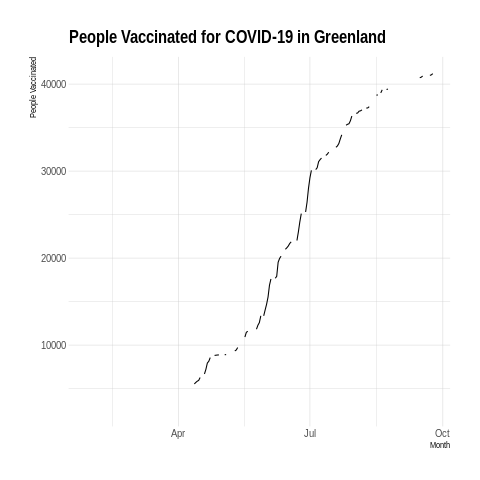 People Vaccinated for COVID-19 in Greenland
People Vaccinated
40000
30000
20000
10000
Apr
Jul
Oct
Month